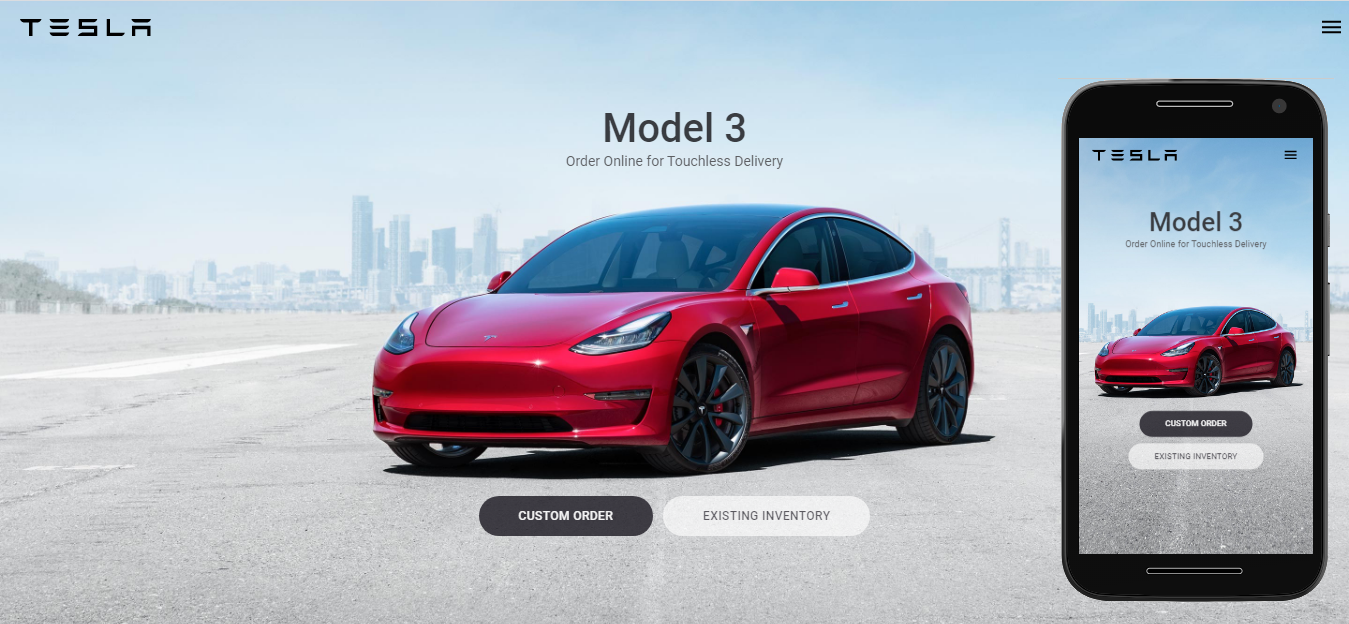 TESLA
Model 3
Order Online for Touchless Delivery
CUSTOM ORDER
EXISTING INVENTORY
TESLA
Model 3
Order Online for Touchless Delivery
CUSTOM ORDER
EXISTING INVENTORY